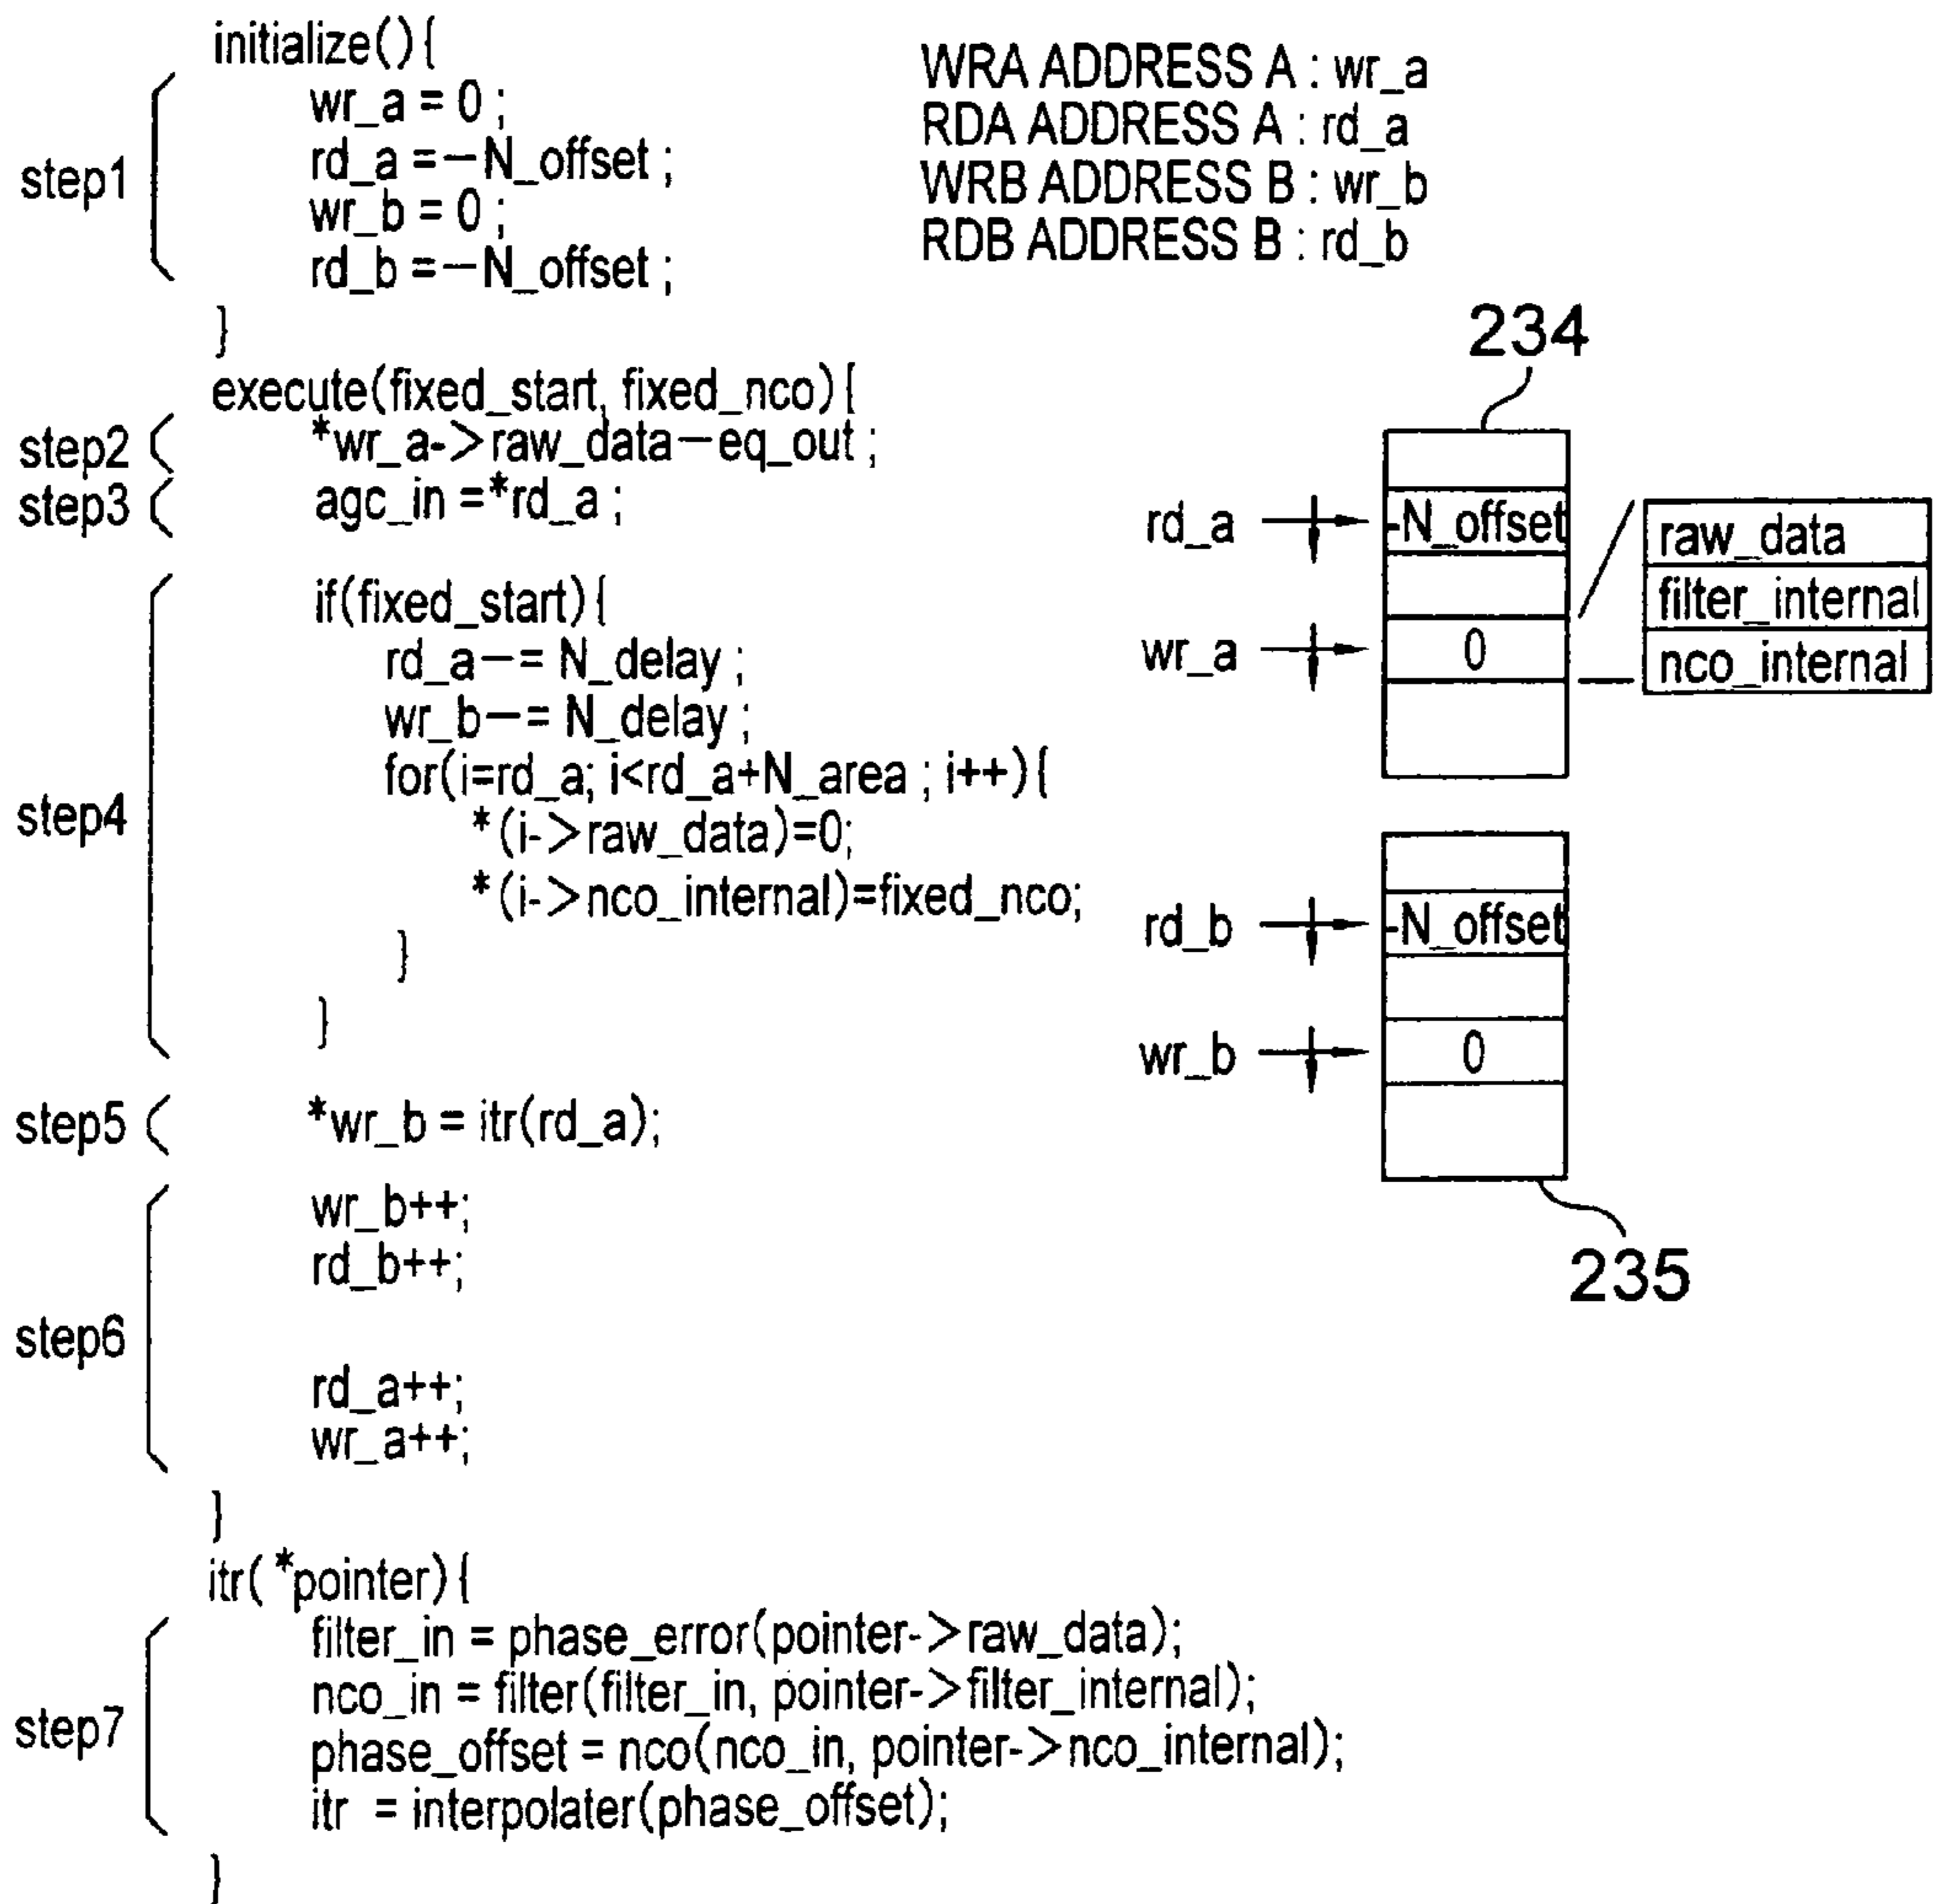 initialize(){
step1
wr_a = 0 ;
rd_a =－N_offset ;
wr_b = 0 ;
rd_b =－N_offset ;
}
WRA ADDRESS A : wr_a
RDA ADDRESS A : rd_a
WRB ADDRESS B : wr_b
RDB ADDRESS B : rd_b
execute(fixed_start, fixed_nco){
step2
*wr_a->raw_data－eq_out ;
step3
agc_in =*rd_a ;
step4
if(fixed_start){
rd_a－= N_delay ;
wr_b－= N_delay ;
for(i=rd_a; i<rd_a+N_area ; i++){
*(i->raw_data)=0;
*(i->nco_internal)=fixed_nco;
}
}
step5
*wr_b = itr(rd_a);
step6
wr_b++;
rd_b++;
rd_a++;
wr_a++;
}
itr( *pointer){
step7
filter_in = phase_error(pointer->raw_data);
nco_in = filter(filter_in, pointer->filter_internal);
phase_offset = nco(nco_in, pointer->nco_internal);
itr = interpolater(phase_offset);
}
234
rd_a
-N_offset
wr_a
0
raw_data
filter_internal
nco_internal
rd_b
-N_offset
wr_b
0
235